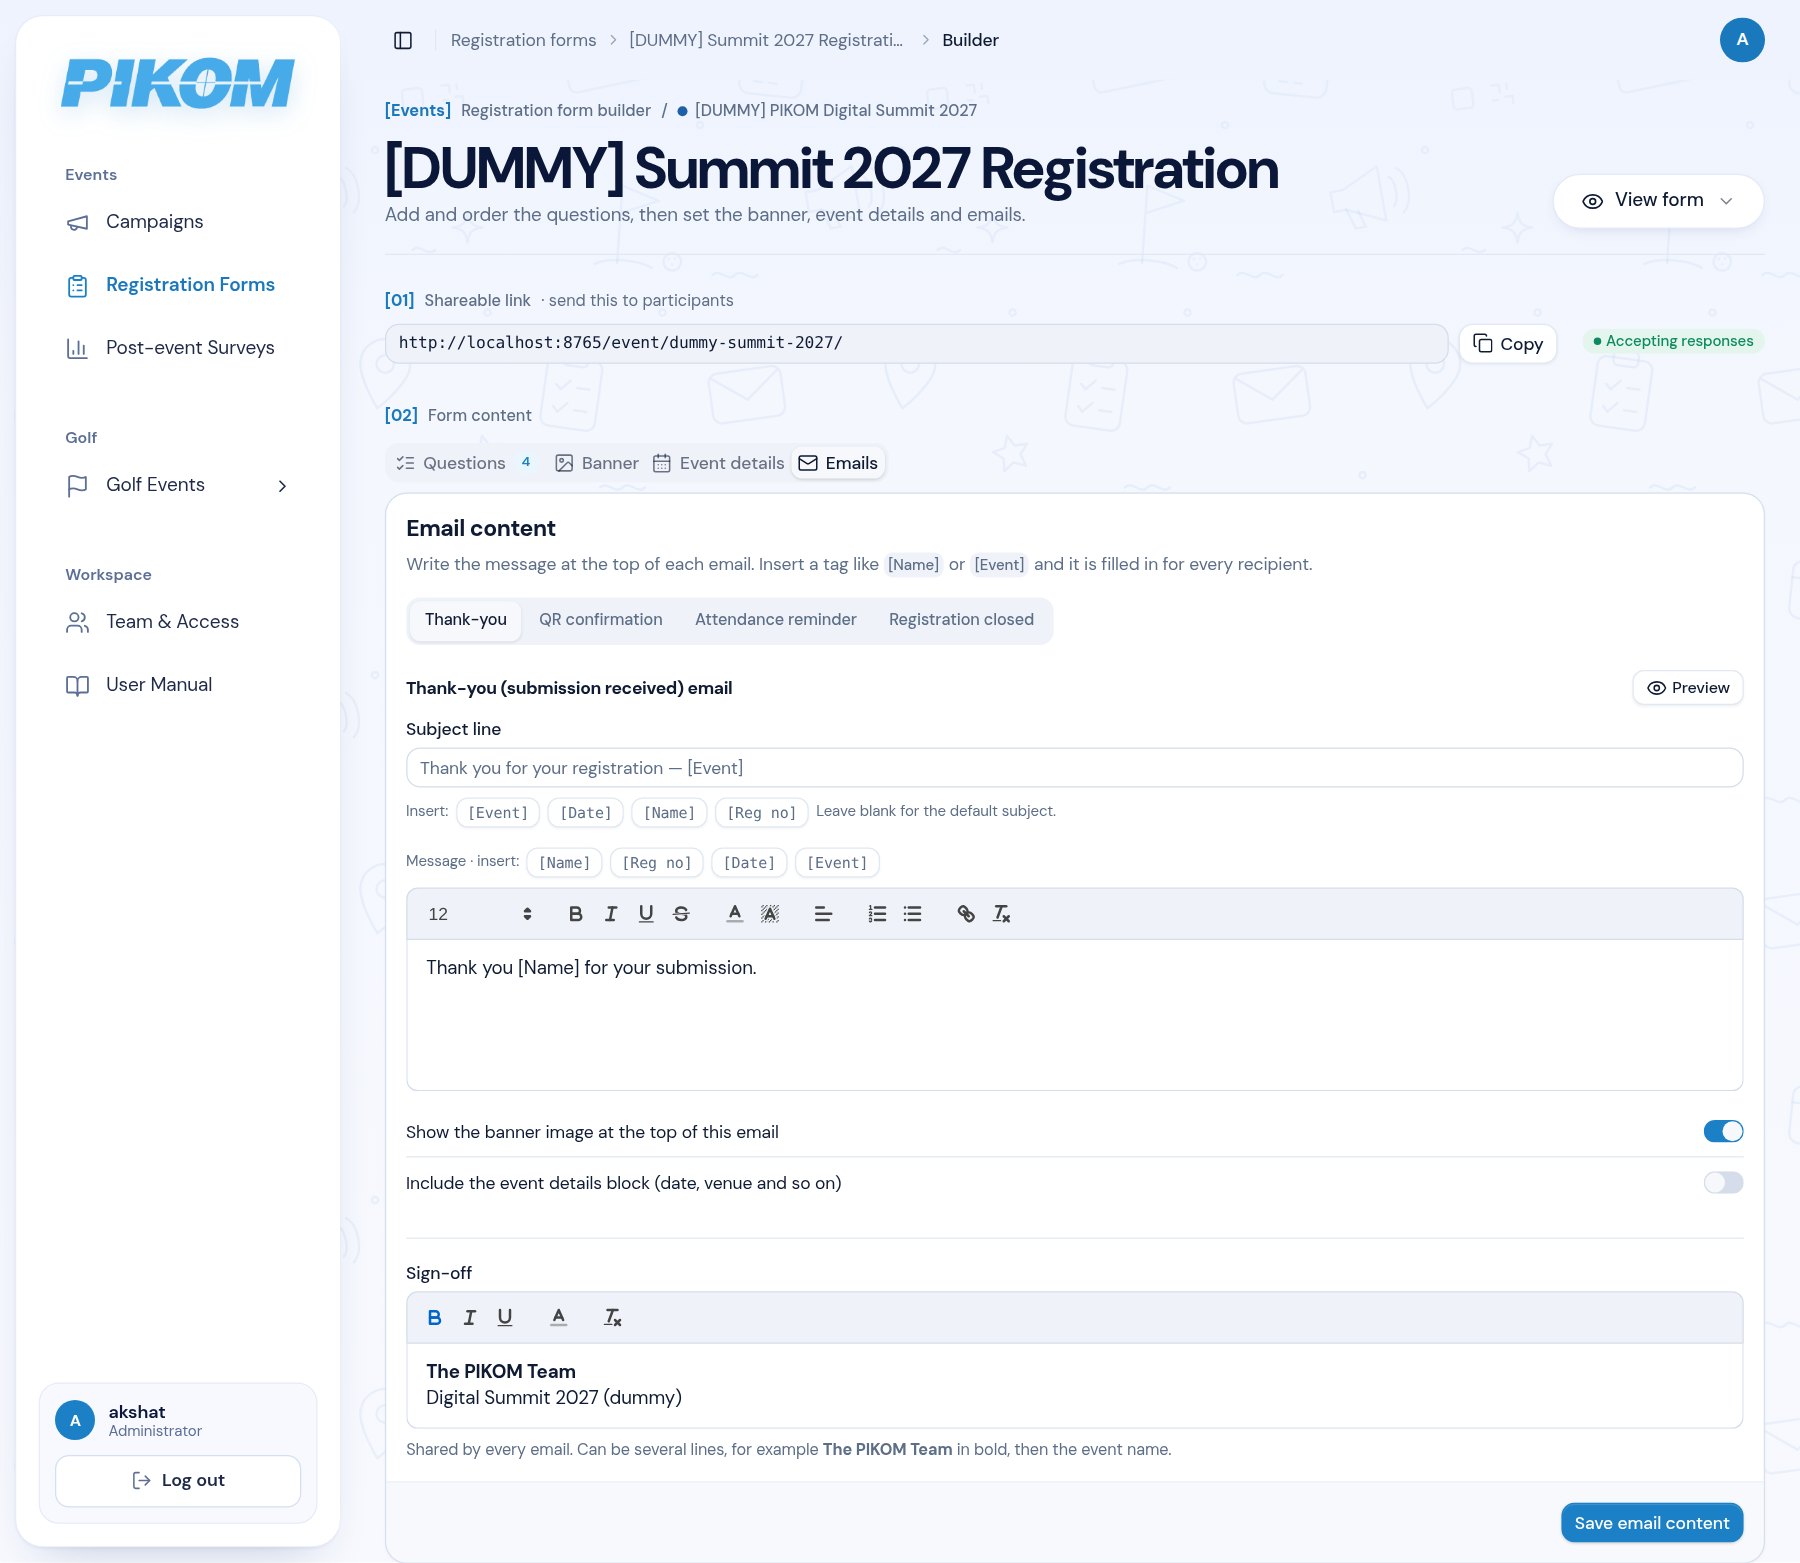 PIKOM
Events
Campaigns
Registration Forms
Post-event Surveys
Golf
Golf Events
Workspace
Team & Access
User Manual
A
akshat
Administrator
Log out
Registration forms
[DUMMY] Summit 2027 Registrati...
Builder
A
[Events] Registration form builder / [DUMMY] PIKOM Digital Summit 2027
[DUMMY] Summit 2027 Registration
Add and order the questions, then set the banner, event details and emails.
View form
[01] Shareable link · send this to participants
http://localhost:8765/event/dummy-summit-2027/
Copy
Accepting responses
[02] Form content
Questions 4 Banner Event details Emails
Email content
Write the message at the top of each email. Insert a tag like [Name] or [Event] and it is filled in for every recipient.
Thank-you QR confirmation Attendance reminder Registration closed
Thank-you (submission received) email
Preview
Subject line
Thank you for your registration — [Event]
Insert: [Event] [Date] [Name] [Reg no] Leave blank for the default subject.
Message · insert: [Name] [Reg no] [Date] [Event]
12
Thank you [Name] for your submission.
Show the banner image at the top of this email
Include the event details block (date, venue and so on)
Sign-off
The PIKOM Team
Digital Summit 2027 (dummy)
Shared by every email. Can be several lines, for example The PIKOM Team in bold, then the event name.
Save email content